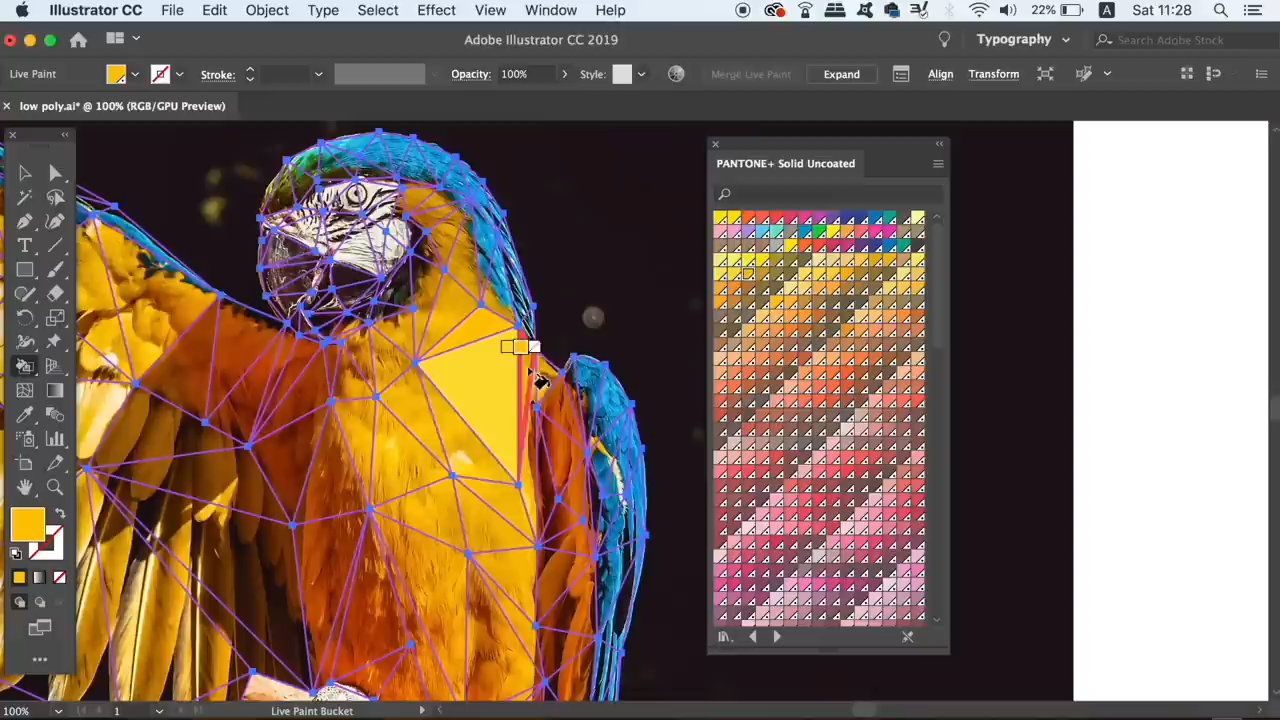 Illustrator CC File Edit Object Type Select Effect View Window Help 22% A Sat 11:28
Adobe Illustrator CC 2019 Typography Search Adobe Stock
Live Paint Stroke: Opacity: 100% Style: Merge Live Paint Expand Align Transform
low poly.ai* @ 100% (RGB/GPU Preview)
PANTONE+ Solid Uncoated
100% 1 Live Paint Bucket